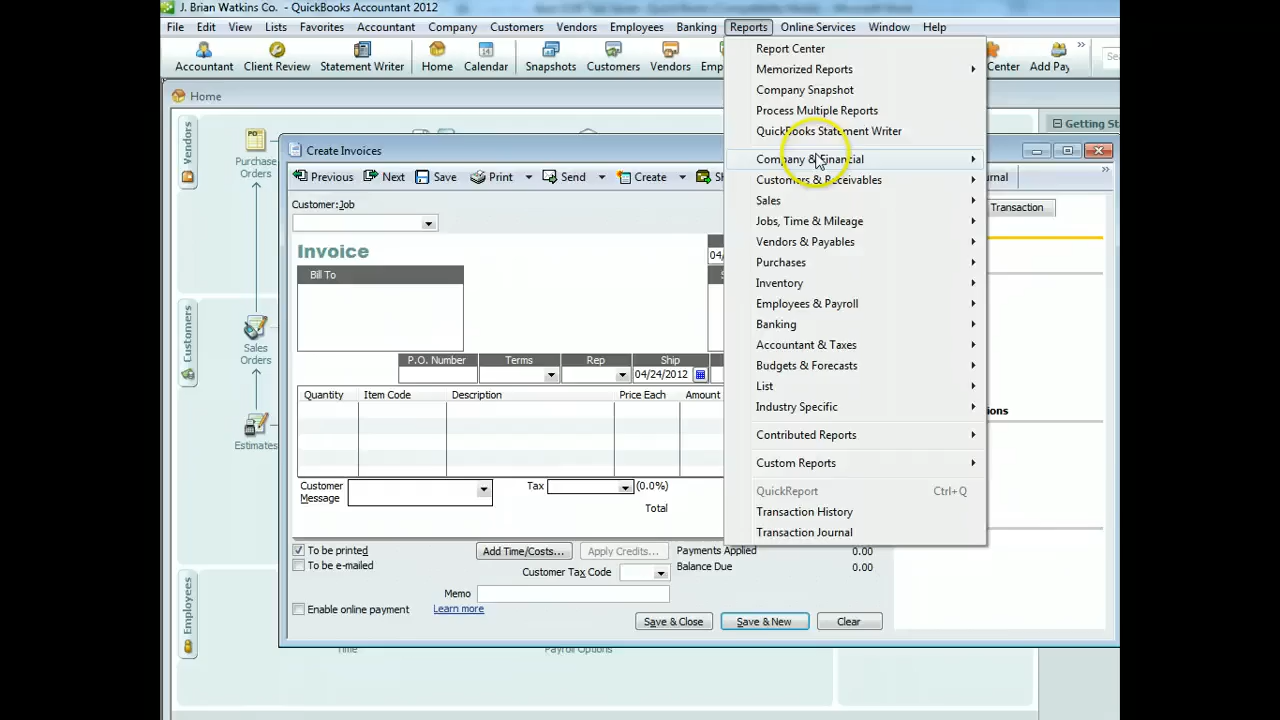 J. Brian Watkins Co. - QuickBooks Accountant 2012
File Edit View Lists Favorites Accountant Company Customers Vendors Employees Banking Reports Online Services Window Help
Accountant Client Review Statement Writer Home Calendar Snapshots Customers Vendors Center Add Pay
Home
Getting St
Vendors
Purchase
Orders
Customers
Sales
Orders
Estimates
Employees
Time
Payroll Options
Create Invoices
Previous Next Save Print Send Create
Customer:Job
Transaction
Invoice
Bill To
P.O. Number Terms Rep Ship
04/24/2012
Quantity Item Code Description Price Each Amount
Customer
Message
Tax (0.0%)
Total
To be printed
To be e-mailed
Add Time/Costs... Apply Credits...
Payments Applied 0.00
Balance Due 0.00
Customer Tax Code
Memo
Enable online payment Learn more
Save & Close Save & New Clear
Report Center
Memorized Reports
Company Snapshot
Process Multiple Reports
QuickBooks Statement Writer
Company & Financial
Customers & Receivables
Sales
Jobs, Time & Mileage
Vendors & Payables
Purchases
Inventory
Employees & Payroll
Banking
Accountant & Taxes
Budgets & Forecasts
List
Industry Specific
Contributed Reports
Custom Reports
QuickReport Ctrl+Q
Transaction History
Transaction Journal